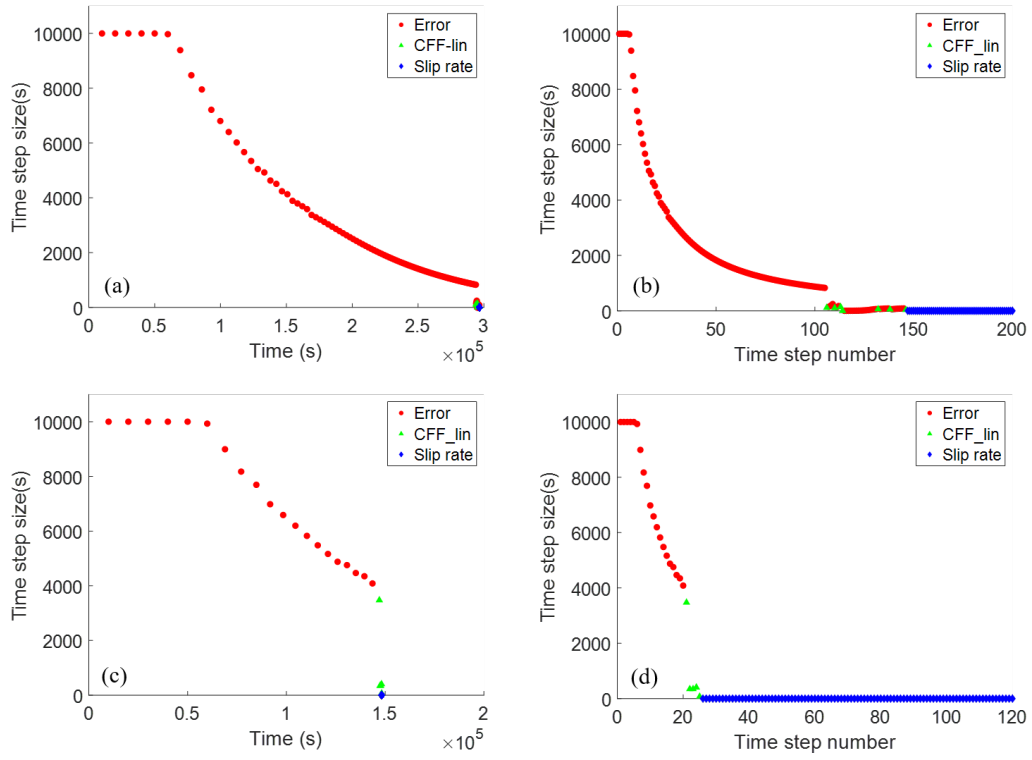 Time step size(s)
10000
8000
6000
4000
2000
0
Error
CFF-lin
Slip rate
(a)
0 0.5 1 1.5 2 2.5 3
Time (s)
×10⁵
Time step size(s)
10000
8000
6000
4000
2000
0
Error
CFF_lin
Slip rate
(b)
0 50 100 150 200
Time step number
Time step size(s)
10000
8000
6000
4000
2000
0
Error
CFF_lin
Slip rate
(c)
0 0.5 1 1.5 2
Time (s)
×10⁵
Time step size(s)
10000
8000
6000
4000
2000
0
Error
CFF_lin
Slip rate
(d)
0 20 40 60 80 100 120
Time step number